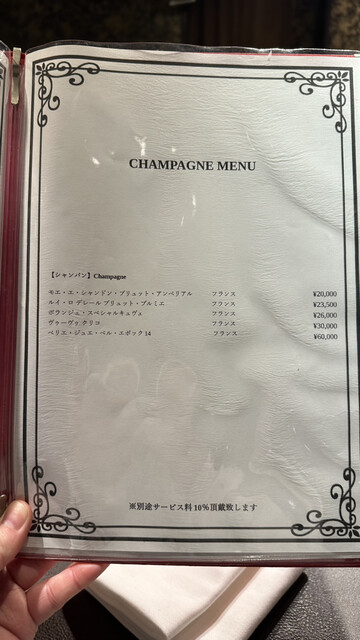 CHAMPAGNE MENU
【シャンパン】Champagne
モエ・エ・シャンドン・ブリュット・アンペリアル フランス ¥20,000
ルイ・ロ デレール ブリュット・プルミエ フランス ¥23,500
ボランジェ・スペシャルキュヴェ フランス ¥26,000
ヴァーヴゥ クリコ フランス ¥30,000
ペリエ・ジュエ・ベル・エポック 14 フランス ¥60,000
※別途サービス料 10%頂戴致します